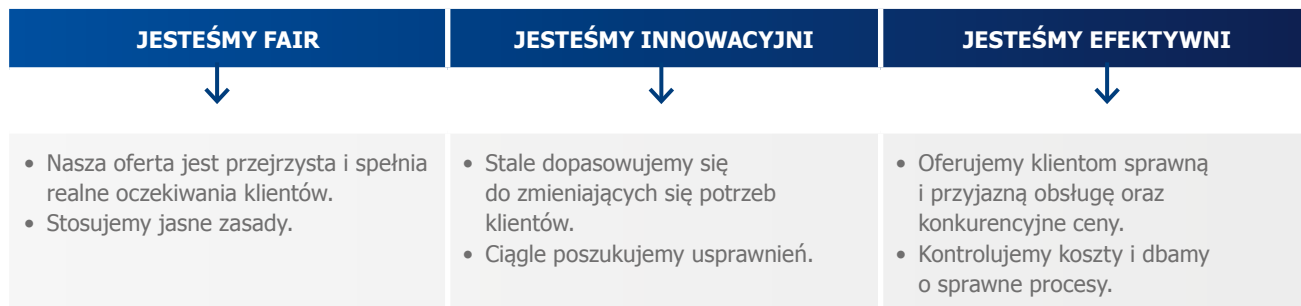 JESTEŚMY FAIR
• Nasza oferta jest przejrzysta i spełnia
realne oczekiwania klientów.
• Stosujemy jasne zasady.
JESTEŚMY INNOWACYJNI
• Stale dopasowujemy się
do zmieniających się potrzeb
klientów.
• Ciągle poszukujemy usprawnień.
JESTEŚMY EFEKTYWNI
• Oferujemy klientom sprawną
i przyjazną obsługę oraz
konkurencyjne ceny.
• Kontrolujemy koszty i dbamy
o sprawne procesy.